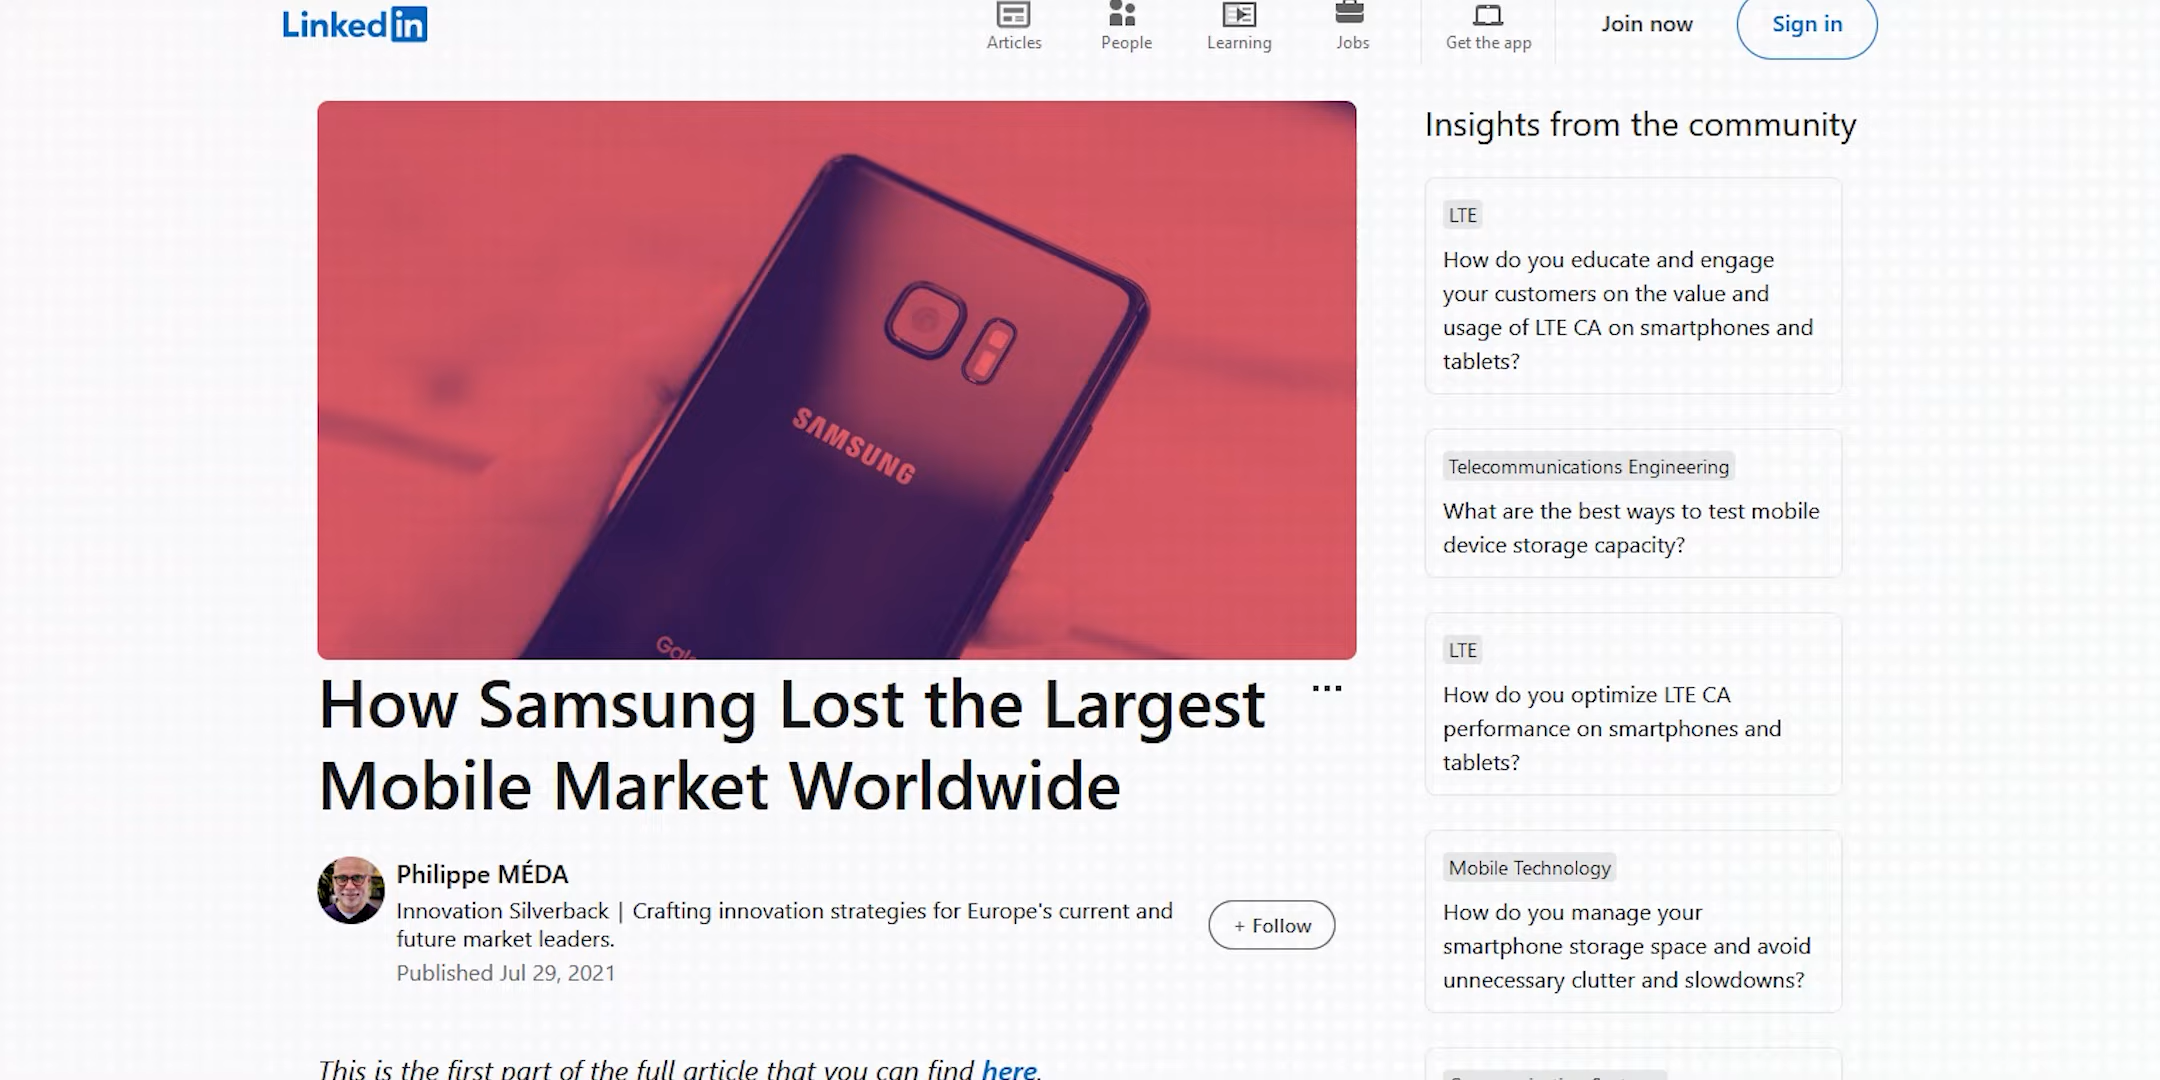 Linked in
Articles
People
Learning
Jobs
Get the app
Join now
Sign in
SAMSUNG
How Samsung Lost the Largest
Mobile Market Worldwide
Philippe MÉDA
Innovation Silverback | Crafting innovation strategies for Europe's current and
future market leaders.
Published Jul 29, 2021
+ Follow
This is the first part of the full article that you can find here.
Insights from the community
LTE
How do you educate and engage
your customers on the value and
usage of LTE CA on smartphones and
tablets?
Telecommunications Engineering
What are the best ways to test mobile
device storage capacity?
LTE
How do you optimize LTE CA
performance on smartphones and
tablets?
Mobile Technology
How do you manage your
smartphone storage space and avoid
unnecessary clutter and slowdowns?